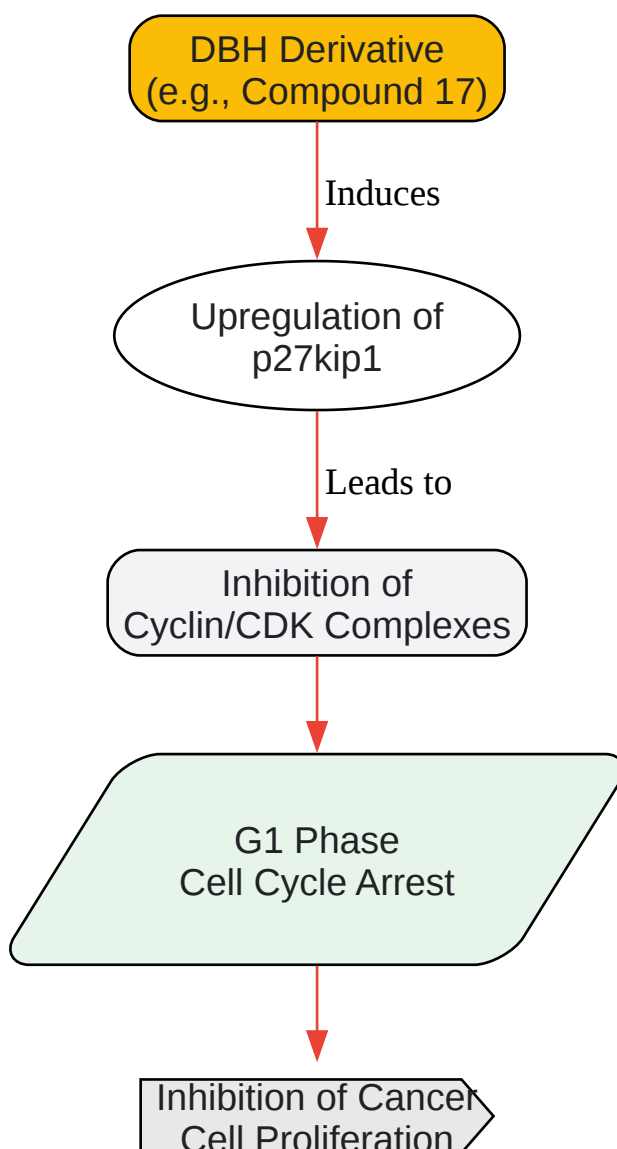 DBH Derivative
(e.g., Compound 17)
Induces
Upregulation of
p27kip1
Leads to
Inhibition of
Cyclin/CDK Complexes
G1 Phase
Cell Cycle Arrest
Inhibition of Cancer
Cell Proliferation